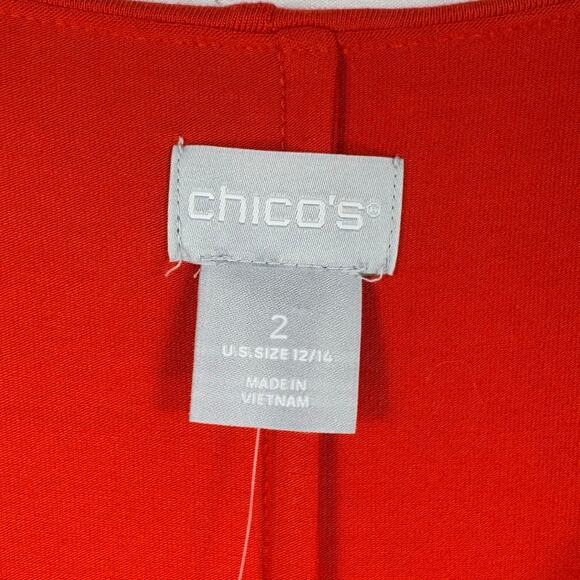 chico's®
2
U.S. SIZE 12/14
MADE IN
VIETNAM